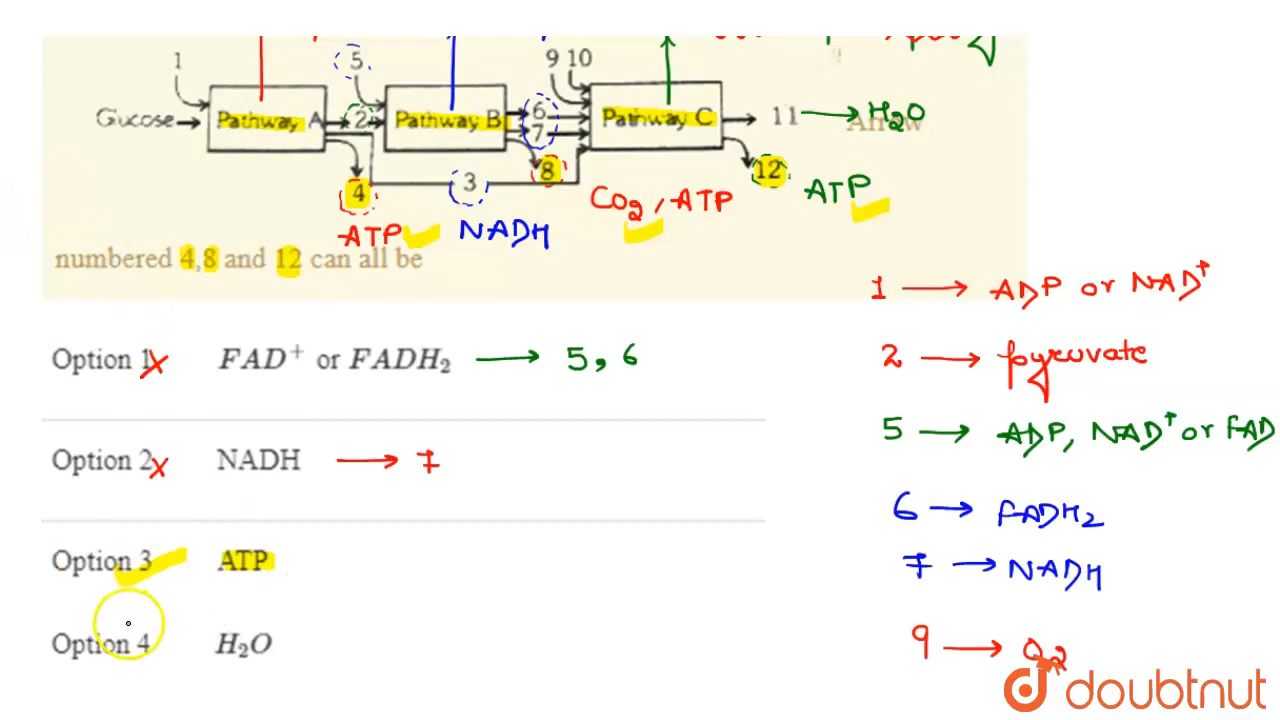 1 5 9 10
Gucose Pathway A 2 Pathway B 6 7 Pathway C 11 H2O
Arrow
4 3 8 12
CO2, ATP ATP
ATP NADH
numbered 4,8 and 12 can all be
1 → ADP or NAD+
Option 1 x FAD+ or FADH2 → 5, 6
2 → pyruvate
5 → ADP, NAD+ or FAD
Option 2 x NADH → 7
6 → FADH2
Option 3 ATP
7 → NADH
Option 4 H2O
9 → O2
doubtnut